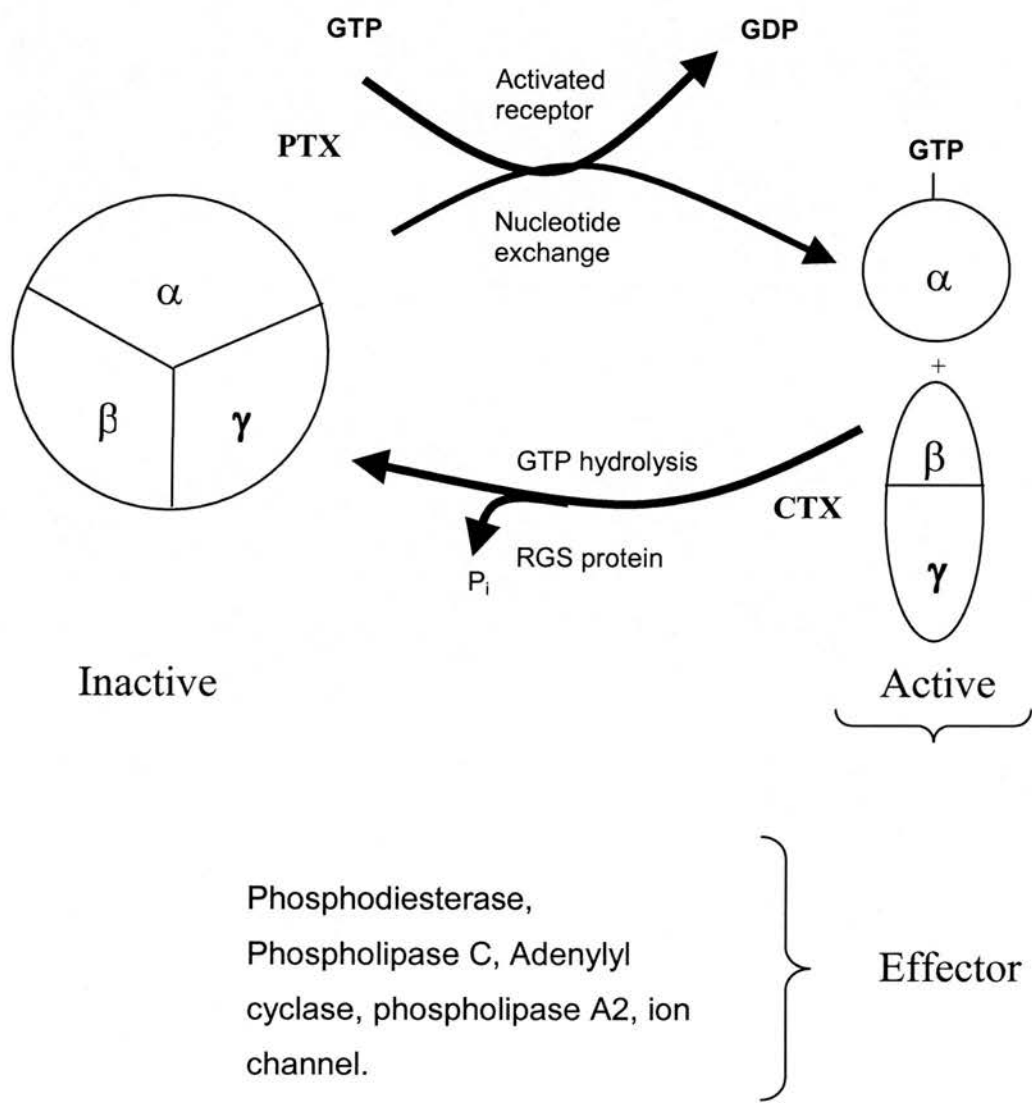 GTP
GDP
Activated
receptor
PTX
GTP
Nucleotide
exchange
α
α
+
β
γ
β
GTP hydrolysis
CTX
γ
RGS protein
Pi
Inactive
Active
Phosphodiesterase,
Phospholipase C, Adenylyl
cyclase, phospholipase A2, ion
channel.
Effector